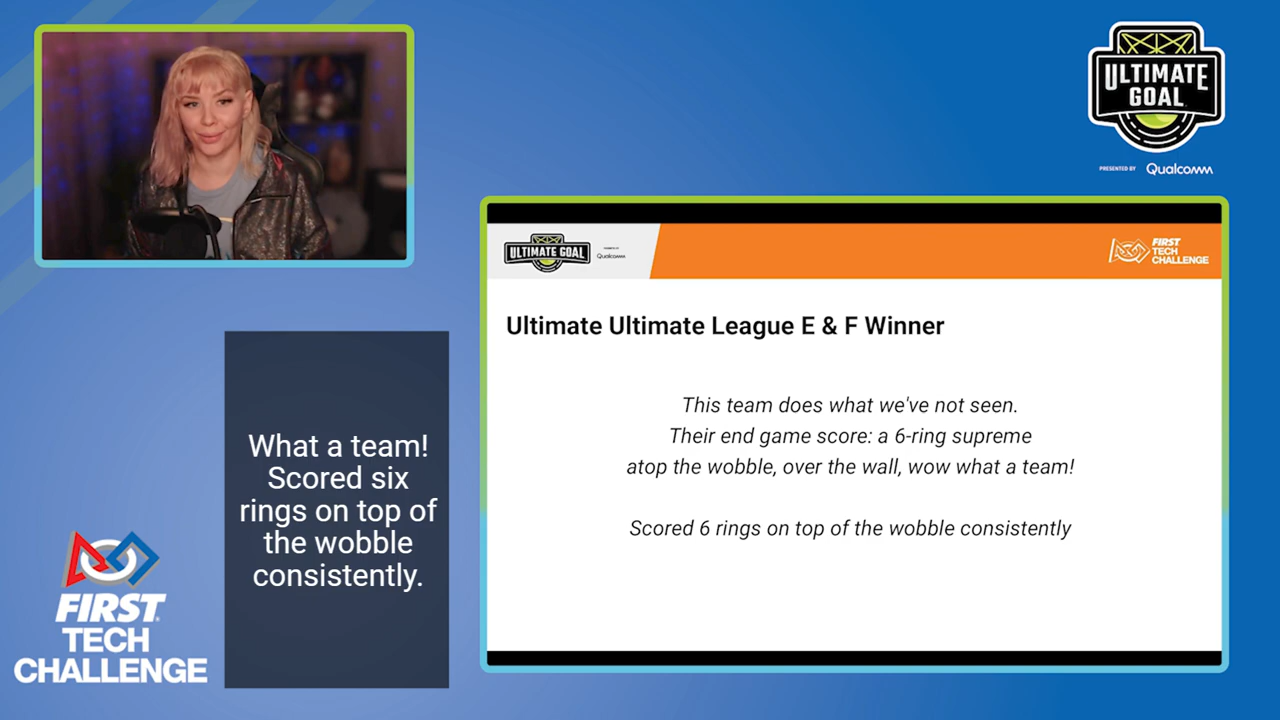 ULTIMATE
GOAL
PRESENTED BY Qualcomm
ULTIMATE GOAL
PRESENTED BY
Qualcomm
FIRST
TECH
CHALLENGE
Ultimate Ultimate League E & F Winner
This team does what we've not seen.
Their end game score: a 6-ring supreme
atop the wobble, over the wall, wow what a team!
Scored 6 rings on top of the wobble consistently
What a team!
Scored six
rings on top of
the wobble
consistently.
FIRST
TECH
CHALLENGE